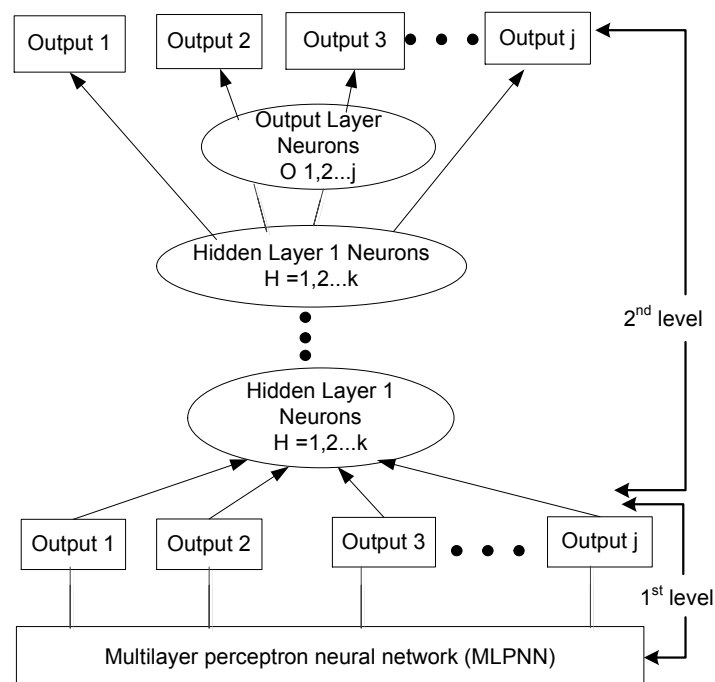 Output 1
Output 2
Output 3
Output j
Output Layer
Neurons
O 1,2...j
Hidden Layer 1 Neurons
H =1,2...k
2nd level
Hidden Layer 1
Neurons
H =1,2...k
Output 1
Output 2
Output 3
Output j
1st level
Multilayer perceptron neural network (MLPNN)